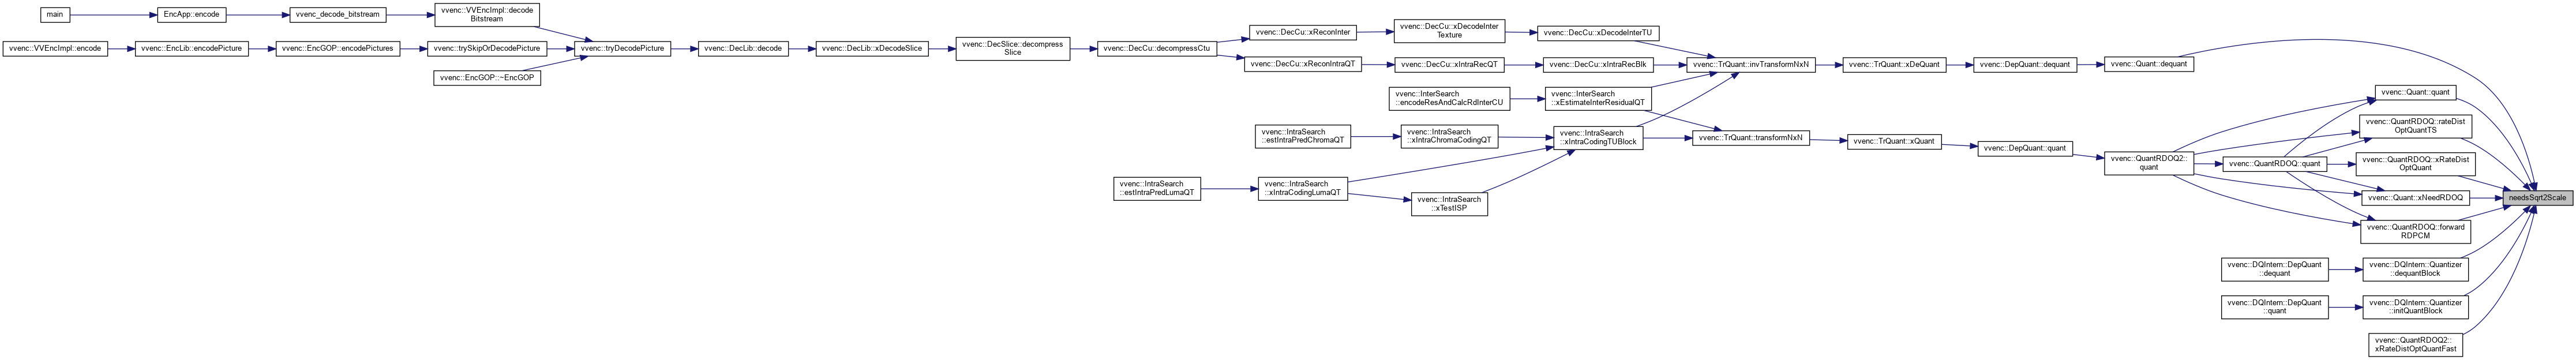 main
EncApp::encode
vvenc_decode_bitstream
vvenc::VVEncImpl::decode
Bitstream
vvenc::VVEncImpl::encode
vvenc::EncLib::encodePicture
vvenc::EncGOP::encodePictures
vvenc::trySkipOrDecodePicture
vvenc::EncGOP::~EncGOP
vvenc::tryDecodePicture
vvenc::DecLib::decode
vvenc::DecLib::xDecodeSlice
vvenc::DecSlice::decompress
Slice
vvenc::DecCu::decompressCtu
vvenc::DecCu::xReconInter
vvenc::DecCu::xDecodeInter
Texture
vvenc::DecCu::xDecodeInterTU
vvenc::DecCu::xReconIntraQT
vvenc::DecCu::xIntraRecQT
vvenc::DecCu::xIntraRecBlk
vvenc::InterSearch
::encodeResAndCalcRdInterCU
vvenc::InterSearch
::xEstimateInterResidualQT
vvenc::IntraSearch
::estIntraPredChromaQT
vvenc::IntraSearch
::xIntraChromaCodingQT
vvenc::IntraSearch
::xIntraCodingTUBlock
vvenc::IntraSearch
::estIntraPredLumaQT
vvenc::IntraSearch
::xIntraCodingLumaQT
vvenc::IntraSearch
::xTestISP
vvenc::TrQuant::invTransformNxN
vvenc::TrQuant::xDeQuant
vvenc::DepQuant::dequant
vvenc::Quant::dequant
vvenc::TrQuant::transformNxN
vvenc::TrQuant::xQuant
vvenc::DepQuant::quant
vvenc::QuantRDOQ2::
quant
vvenc::QuantRDOQ::quant
vvenc::Quant::quant
vvenc::QuantRDOQ::rateDist
OptQuantTS
vvenc::QuantRDOQ::xRateDist
OptQuant
vvenc::Quant::xNeedRDOQ
vvenc::QuantRDOQ::forward
RDPCM
needsSqrt2Scale
vvenc::DQIntern::DepQuant
::dequant
vvenc::DQIntern::Quantizer
::dequantBlock
vvenc::DQIntern::DepQuant
::quant
vvenc::DQIntern::Quantizer
::initQuantBlock
vvenc::QuantRDOQ2::
xRateDistOptQuantFast